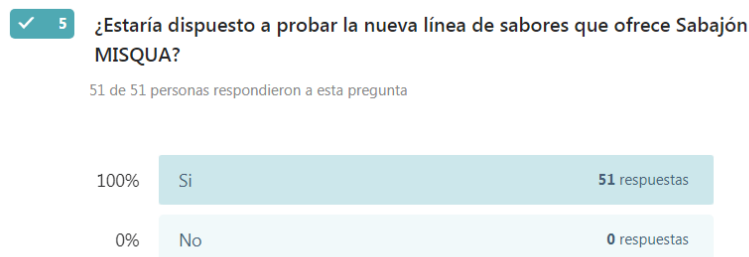 5 ¿Estaría dispuesto a probar la nueva línea de sabores que ofrece Sabajón
MISQUA?
51 de 51 personas respondieron a esta pregunta
100% Si 51 respuestas
0% No 0 respuestas